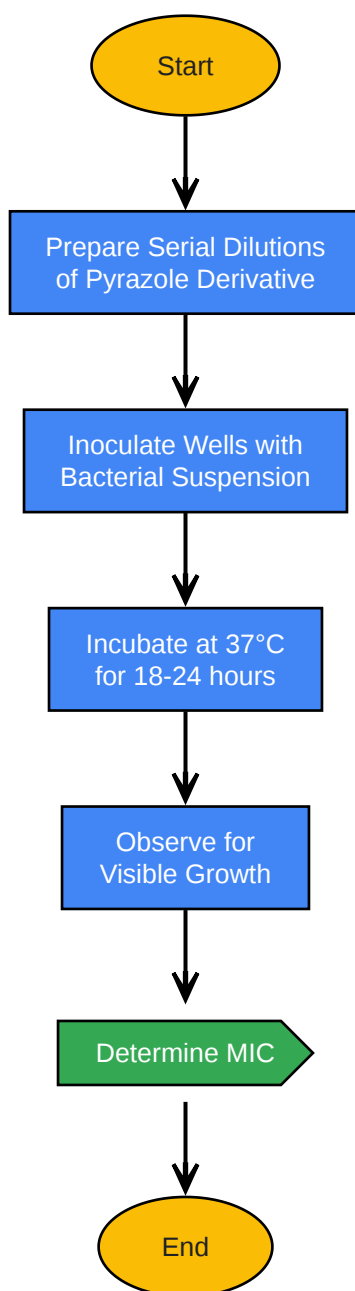 Start
Prepare Serial Dilutions
of Pyrazole Derivative
Inoculate Wells with
Bacterial Suspension
Incubate at 37°C
for 18-24 hours
Observe for
Visible Growth
Determine MIC
End